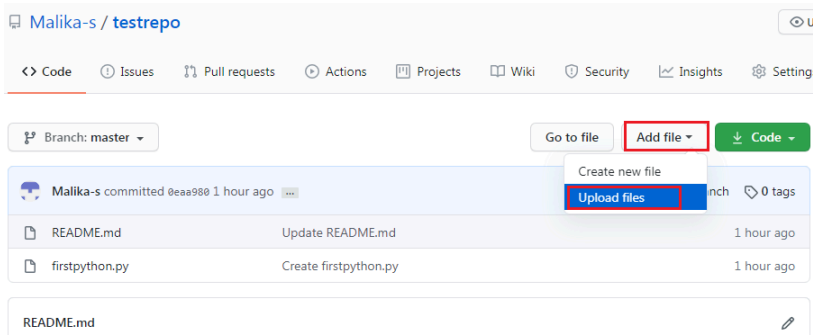 Malika-s / testrepo
Code Issues Pull requests Actions Projects Wiki Security Insights Setting
Branch: master Go to file Add file Code
Create new file
Upload files
Malika-s committed 0eaa980 1 hour ago ... nch 0 tags
README.md Update README.md 1 hour ago
firstpython.py Create firstpython.py 1 hour ago
README.md